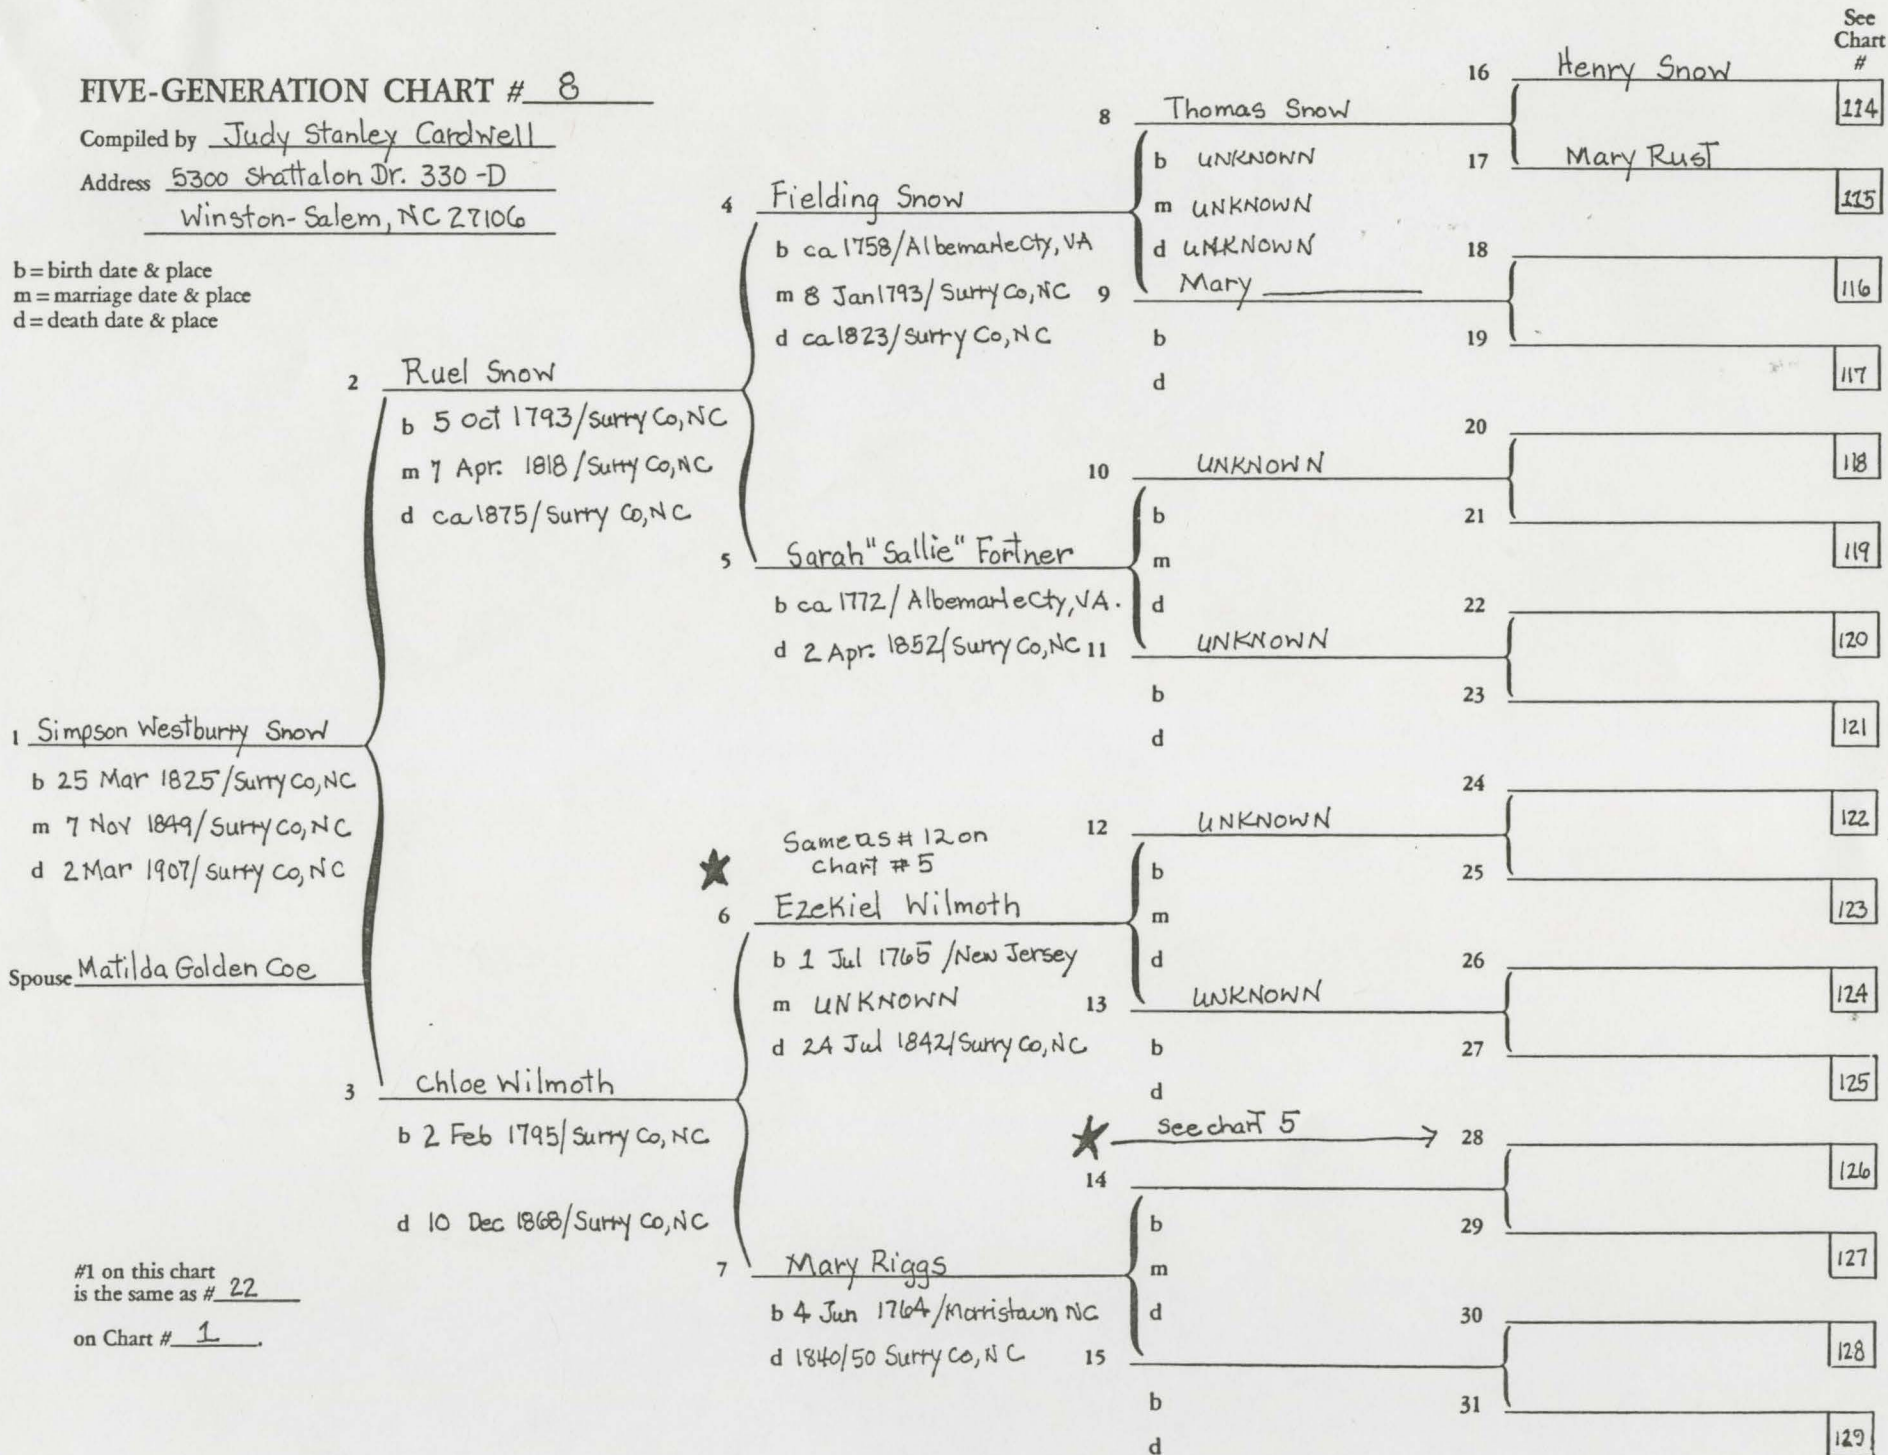 FIVE-GENERATION CHART # 8
Compiled by Judy Stanley Cardwell
Address 5300 Shattalon Dr. 330-D
Winston-Salem, NC 27106
b = birth date & place
m = marriage date & place
d = death date & place
1 Simpson Westburry Snow
b 25 Mar 1825/Surry Co, NC
m 7 Nov 1849/Surry Co, NC
d 2 Mar 1907/Surry Co, NC
Spouse Matilda Golden Coe
#1 on this chart
is the same as # 22
on Chart # 1.
2 Ruel Snow
b 5 Oct 1793/Surry Co, NC
m 7 Apr. 1818/Surry Co, NC
d ca 1875/Surry Co, NC
3 Chloe Wilmoth
b 2 Feb 1795/Surry Co, NC
d 10 Dec 1868/Surry Co, NC
4 Fielding Snow
b ca 1758/Albemarle Cty, VA
m 8 Jan 1793/Surry Co, NC
d ca 1823/Surry Co, NC
5 Sarah "Sallie" Fortner
b ca 1772/Albemarle Cty, VA.
d 2 Apr. 1852/Surry Co, NC
★ Same as # 12 on
Chart # 5
6 Ezekiel Wilmoth
b 1 Jul 1765/New Jersey
m UNKNOWN
d 24 Jul 1842/Surry Co, NC
7 Mary Riggs
b 4 Jun 1764/Morristown NC
d 1840/50 Surry Co, NC
8 Thomas Snow
b UNKNOWN
m UNKNOWN
d UNKNOWN
9 Mary ________
b
d
10 UNKNOWN
b
m
d
11 UNKNOWN
b
d
12 UNKNOWN
b
m
d
13 UNKNOWN
b
d
★ See chart 5 →
14
b
m
d
15
b
d
See
Chart
#
16 Henry Snow
114
17 Mary Rust
115
18
116
19
117
20
118
21
119
22
120
23
121
24
122
25
123
26
124
27
125
28
126
29
127
30
128
31
129